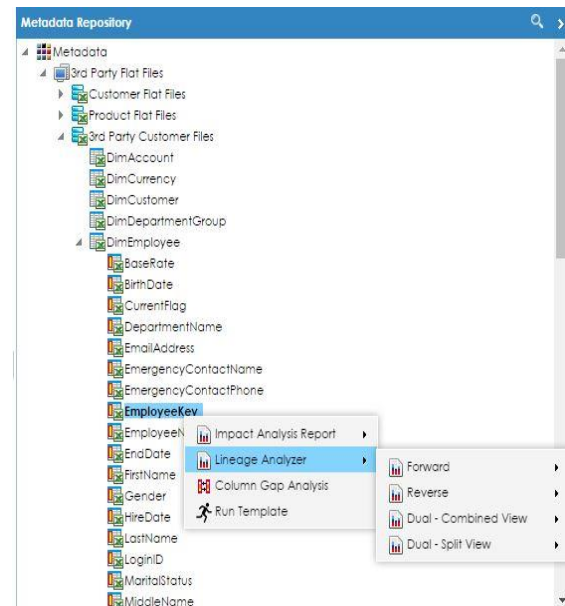 Metadata Repository
Metadata
3rd Party Flat Files
Customer Flat Files
Product Flat Files
3rd Party Customer Files
DimAccount
DimCurrency
DimCustomer
DimDepartmentGroup
DimEmployee
BaseRate
BirthDate
CurrentFlag
DepartmentName
EmailAddress
EmergencyContactName
EmergencyContactPhone
EmployeeKey
EndDate
FirstName
Gender
HireDate
LastName
LoginID
MaritalStatus
MiddleName
Impact Analysis Report
Lineage Analyzer
Column Gap Analysis
Run Template
Forward
Reverse
Dual - Combined View
Dual - Split View